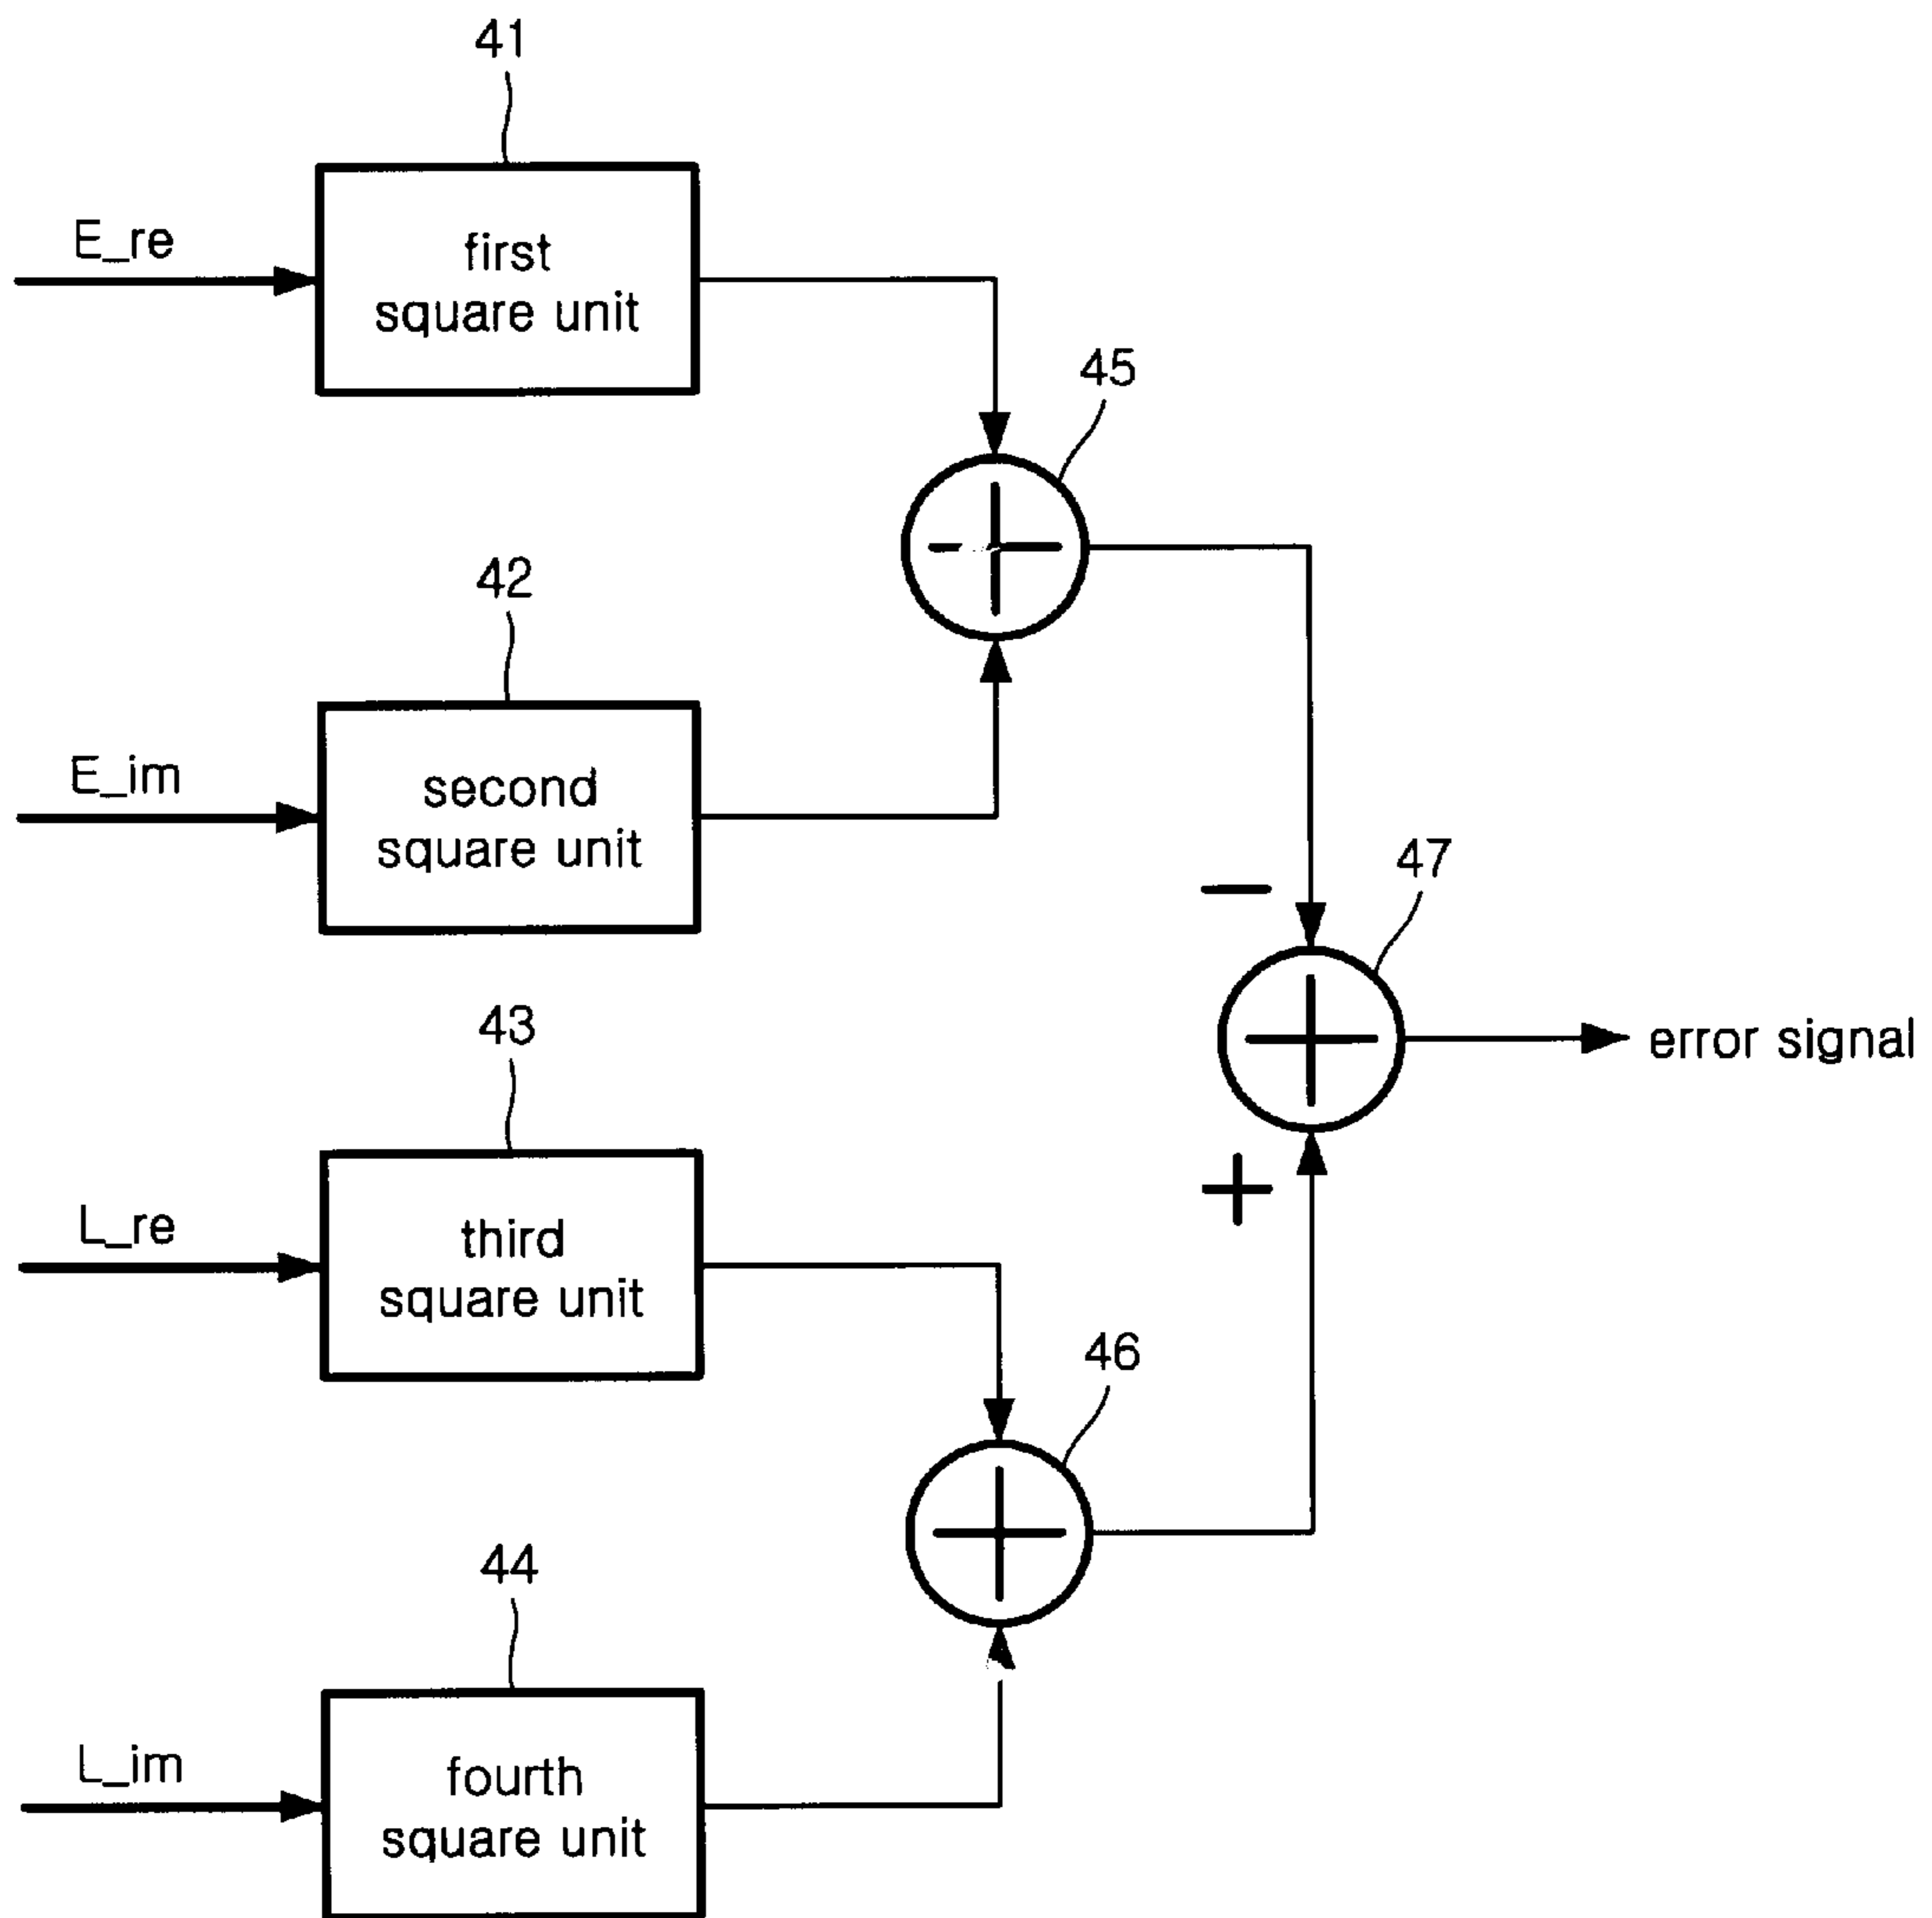 41
E_re
first
square unit
45
42
E_im
second
square unit
47
−
43
error signal
L_re
third
square unit
+
46
44
L_im
fourth
square unit